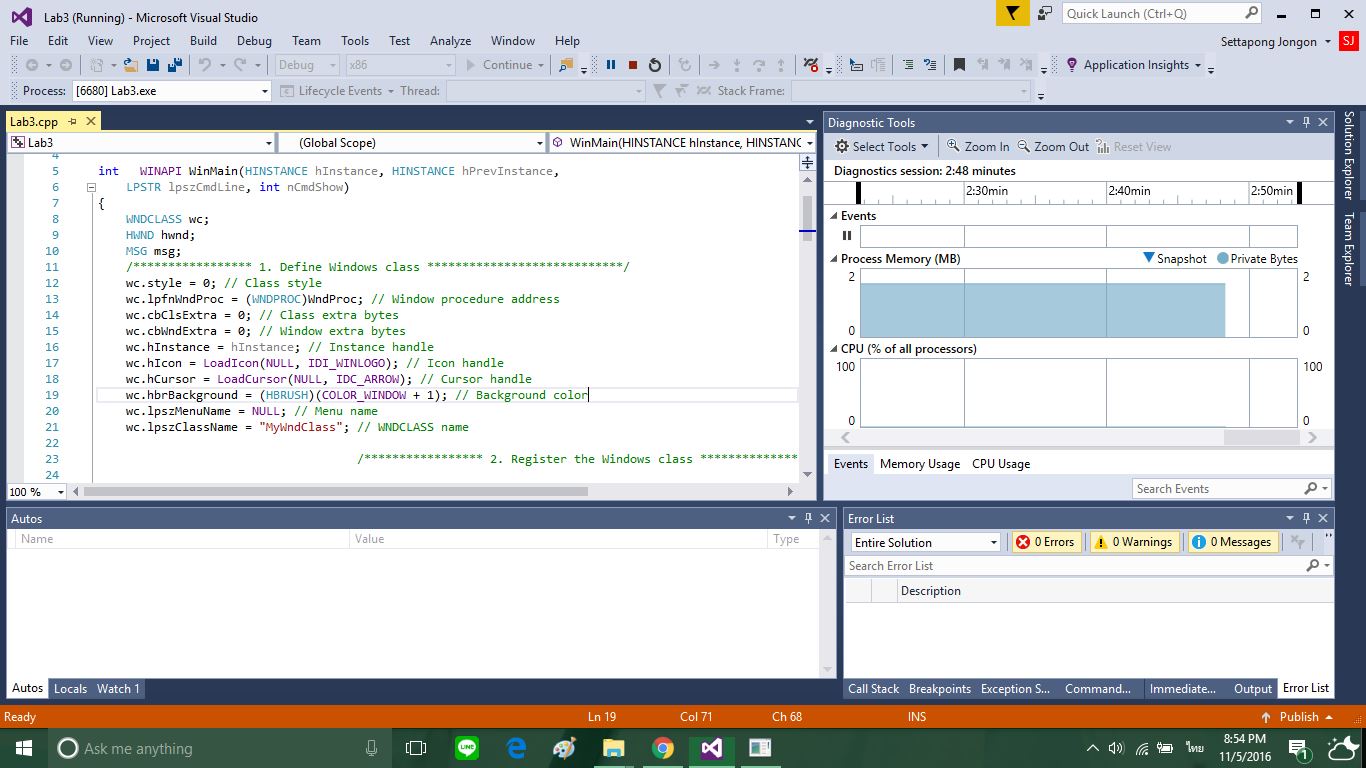 Lab3 (Running) - Microsoft Visual Studio
Quick Launch (Ctrl+Q)
File Edit View Project Build Debug Team Tools Test Analyze Window Help
Settapong Jongon SJ
Debug x86 Continue Application Insights
Process: [6680] Lab3.exe Lifecycle Events Thread: Stack Frame:
Lab3.cpp
Lab3 (Global Scope) WinMain(HINSTANCE hInstance, HINSTANC
4
5 int WINAPI WinMain(HINSTANCE hInstance, HINSTANCE hPrevInstance,
6 LPSTR lpszCmdLine, int nCmdShow)
7 {
8 WNDCLASS wc;
9 HWND hwnd;
10 MSG msg;
11 /***************** 1. Define Windows class ****************************/
12 wc.style = 0; // Class style
13 wc.lpfnWndProc = (WNDPROC)WndProc; // Window procedure address
14 wc.cbClsExtra = 0; // Class extra bytes
15 wc.cbWndExtra = 0; // Window extra bytes
16 wc.hInstance = hInstance; // Instance handle
17 wc.hIcon = LoadIcon(NULL, IDI_WINLOGO); // Icon handle
18 wc.hCursor = LoadCursor(NULL, IDC_ARROW); // Cursor handle
19 wc.hbrBackground = (HBRUSH)(COLOR_WINDOW + 1); // Background color
20 wc.lpszMenuName = NULL; // Menu name
21 wc.lpszClassName = "MyWndClass"; // WNDCLASS name
22
23 /***************** 2. Register the Windows class **************
24
100 %
Diagnostic Tools
Select Tools Zoom In Zoom Out Reset View
Diagnostics session: 2:48 minutes
2:30min 2:40min 2:50min
Events
Process Memory (MB) Snapshot Private Bytes
2 2
0 0
CPU (% of all processors)
100 100
0 0
Events Memory Usage CPU Usage
Search Events
Autos
Name Value Type
Autos Locals Watch 1
Error List
Entire Solution 0 Errors 0 Warnings 0 Messages
Search Error List
Description
Call Stack Breakpoints Exception S... Command... Immediate... Output Error List
Solution Explorer
Team Explorer
Ready Ln 19 Col 71 Ch 68 INS Publish
Ask me anything
LINE
ไทย
8:54 PM
11/5/2016
1